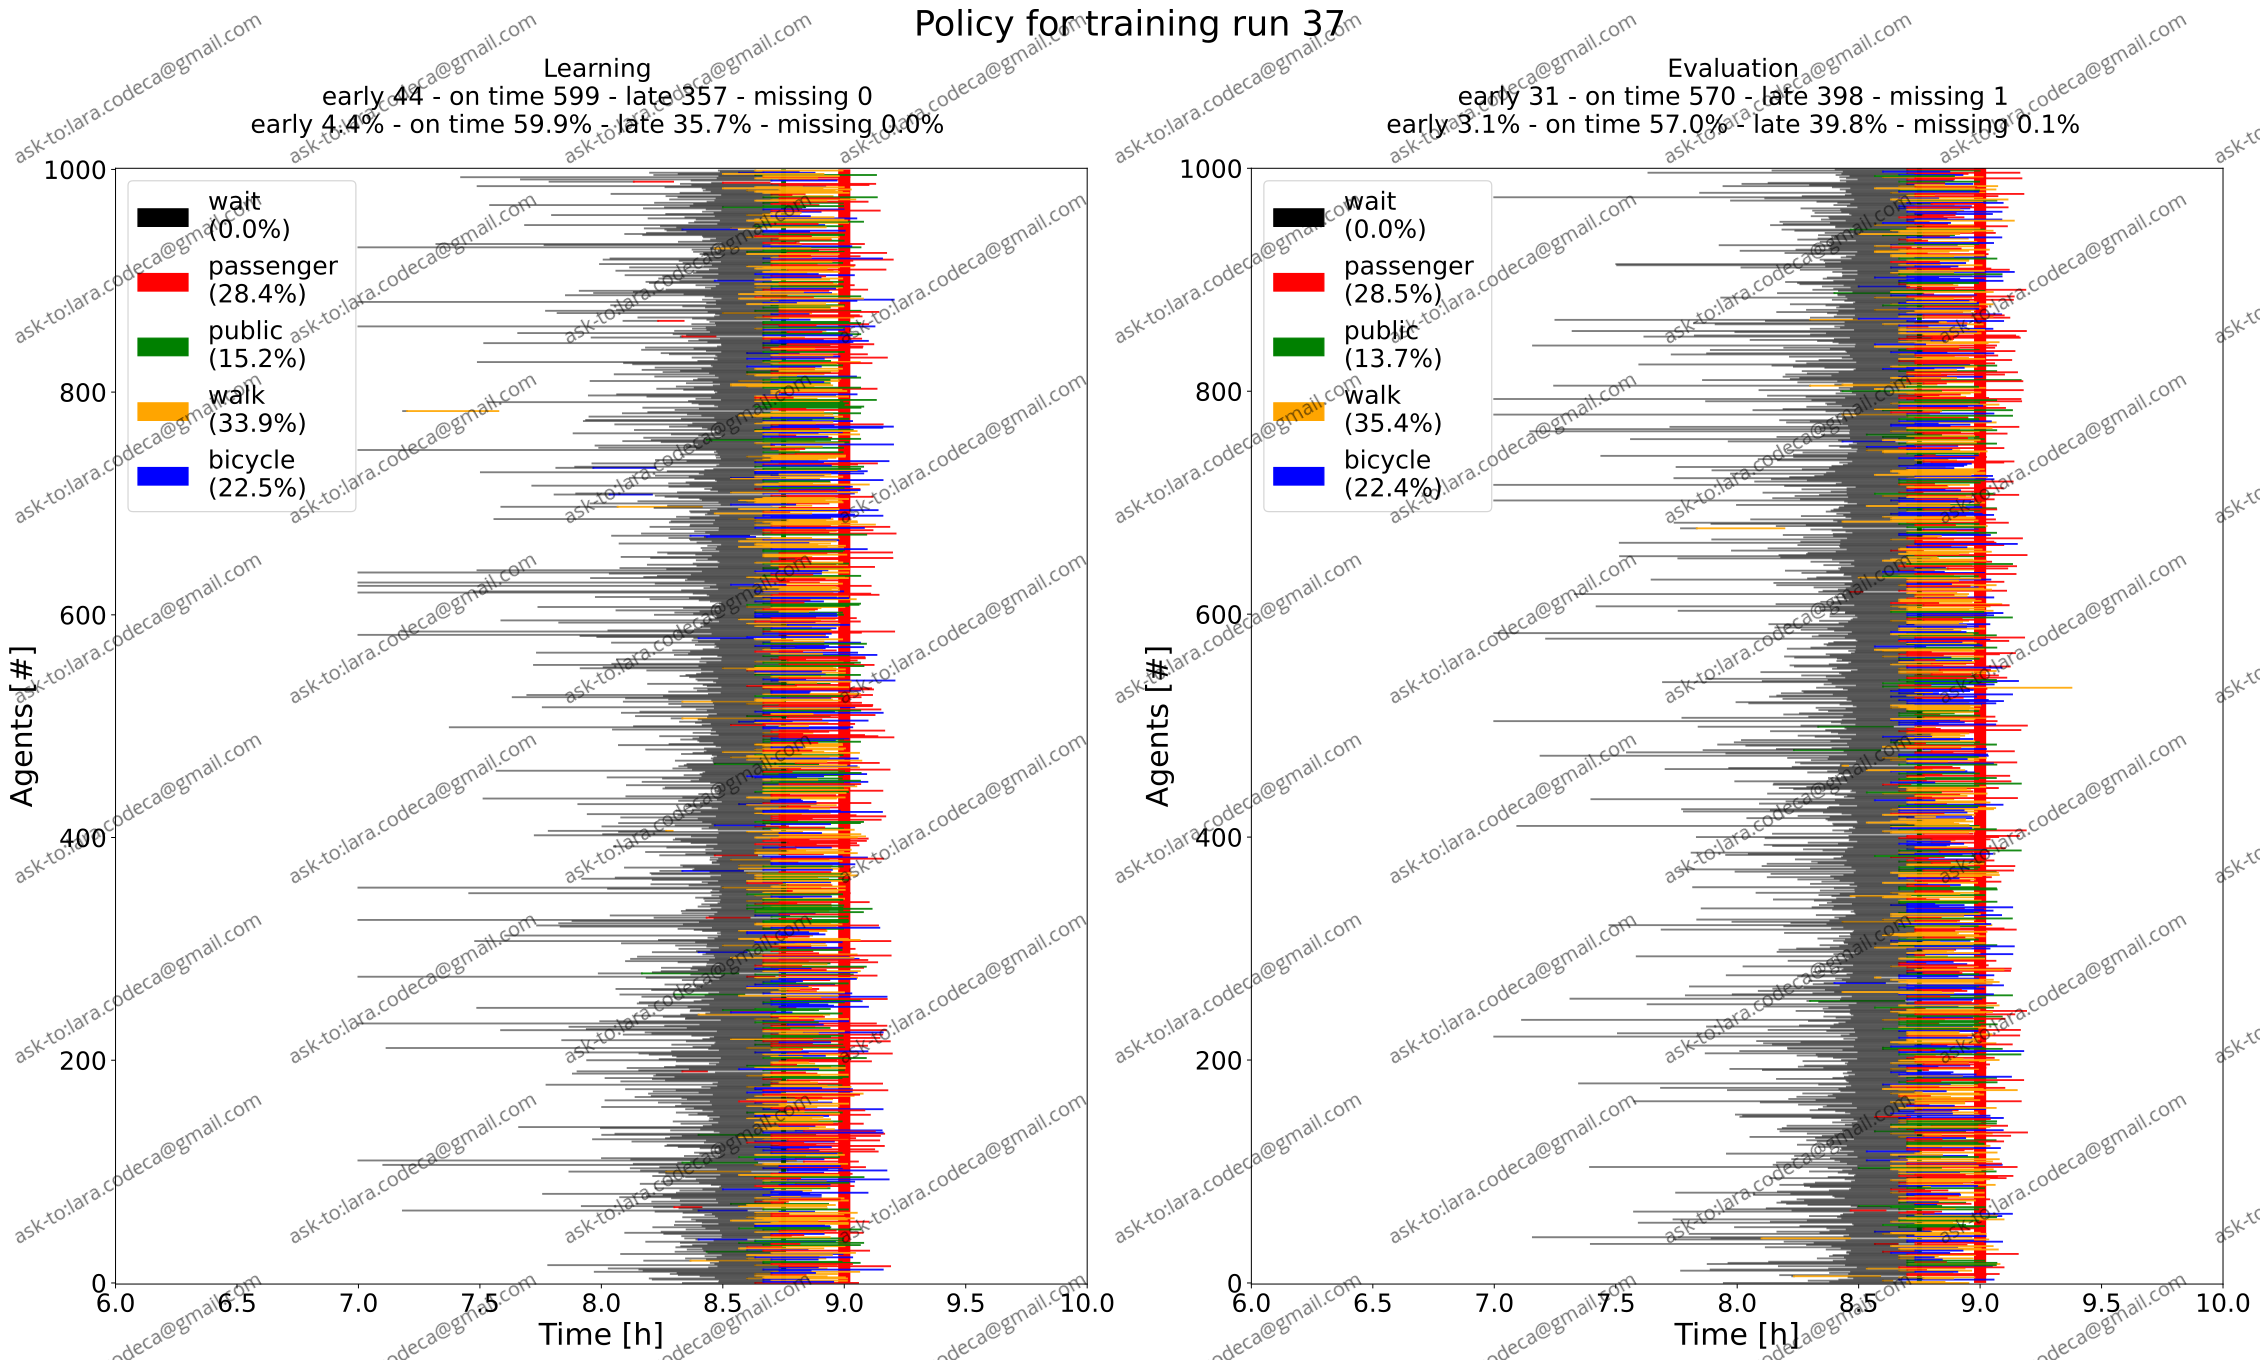 Policy for training run 37
Learning
early 44 - on time 599 - late 357 - missing 0
early 4.4% - on time 59.9% - late 35.7% - missing 0.0%
1000
800
600
400
200
0
Agents [#]
wait
(0.0%)
passenger
(28.4%)
public
(15.2%)
walk
(33.9%)
bicycle
(22.5%)
6.0 6.5 7.0 7.5 8.0 8.5 9.0 9.5 10.0
Time [h]
Evaluation
early 31 - on time 570 - late 398 - missing 1
early 3.1% - on time 57.0% - late 39.8% - missing 0.1%
1000
800
600
400
200
0
Agents [#]
wait
(0.0%)
passenger
(28.5%)
public
(13.7%)
walk
(35.4%)
bicycle
(22.4%)
6.0 6.5 7.0 7.5 8.0 8.5 9.0 9.5 10.0
Time [h]
ask-to:lara.codeca@gmail.com